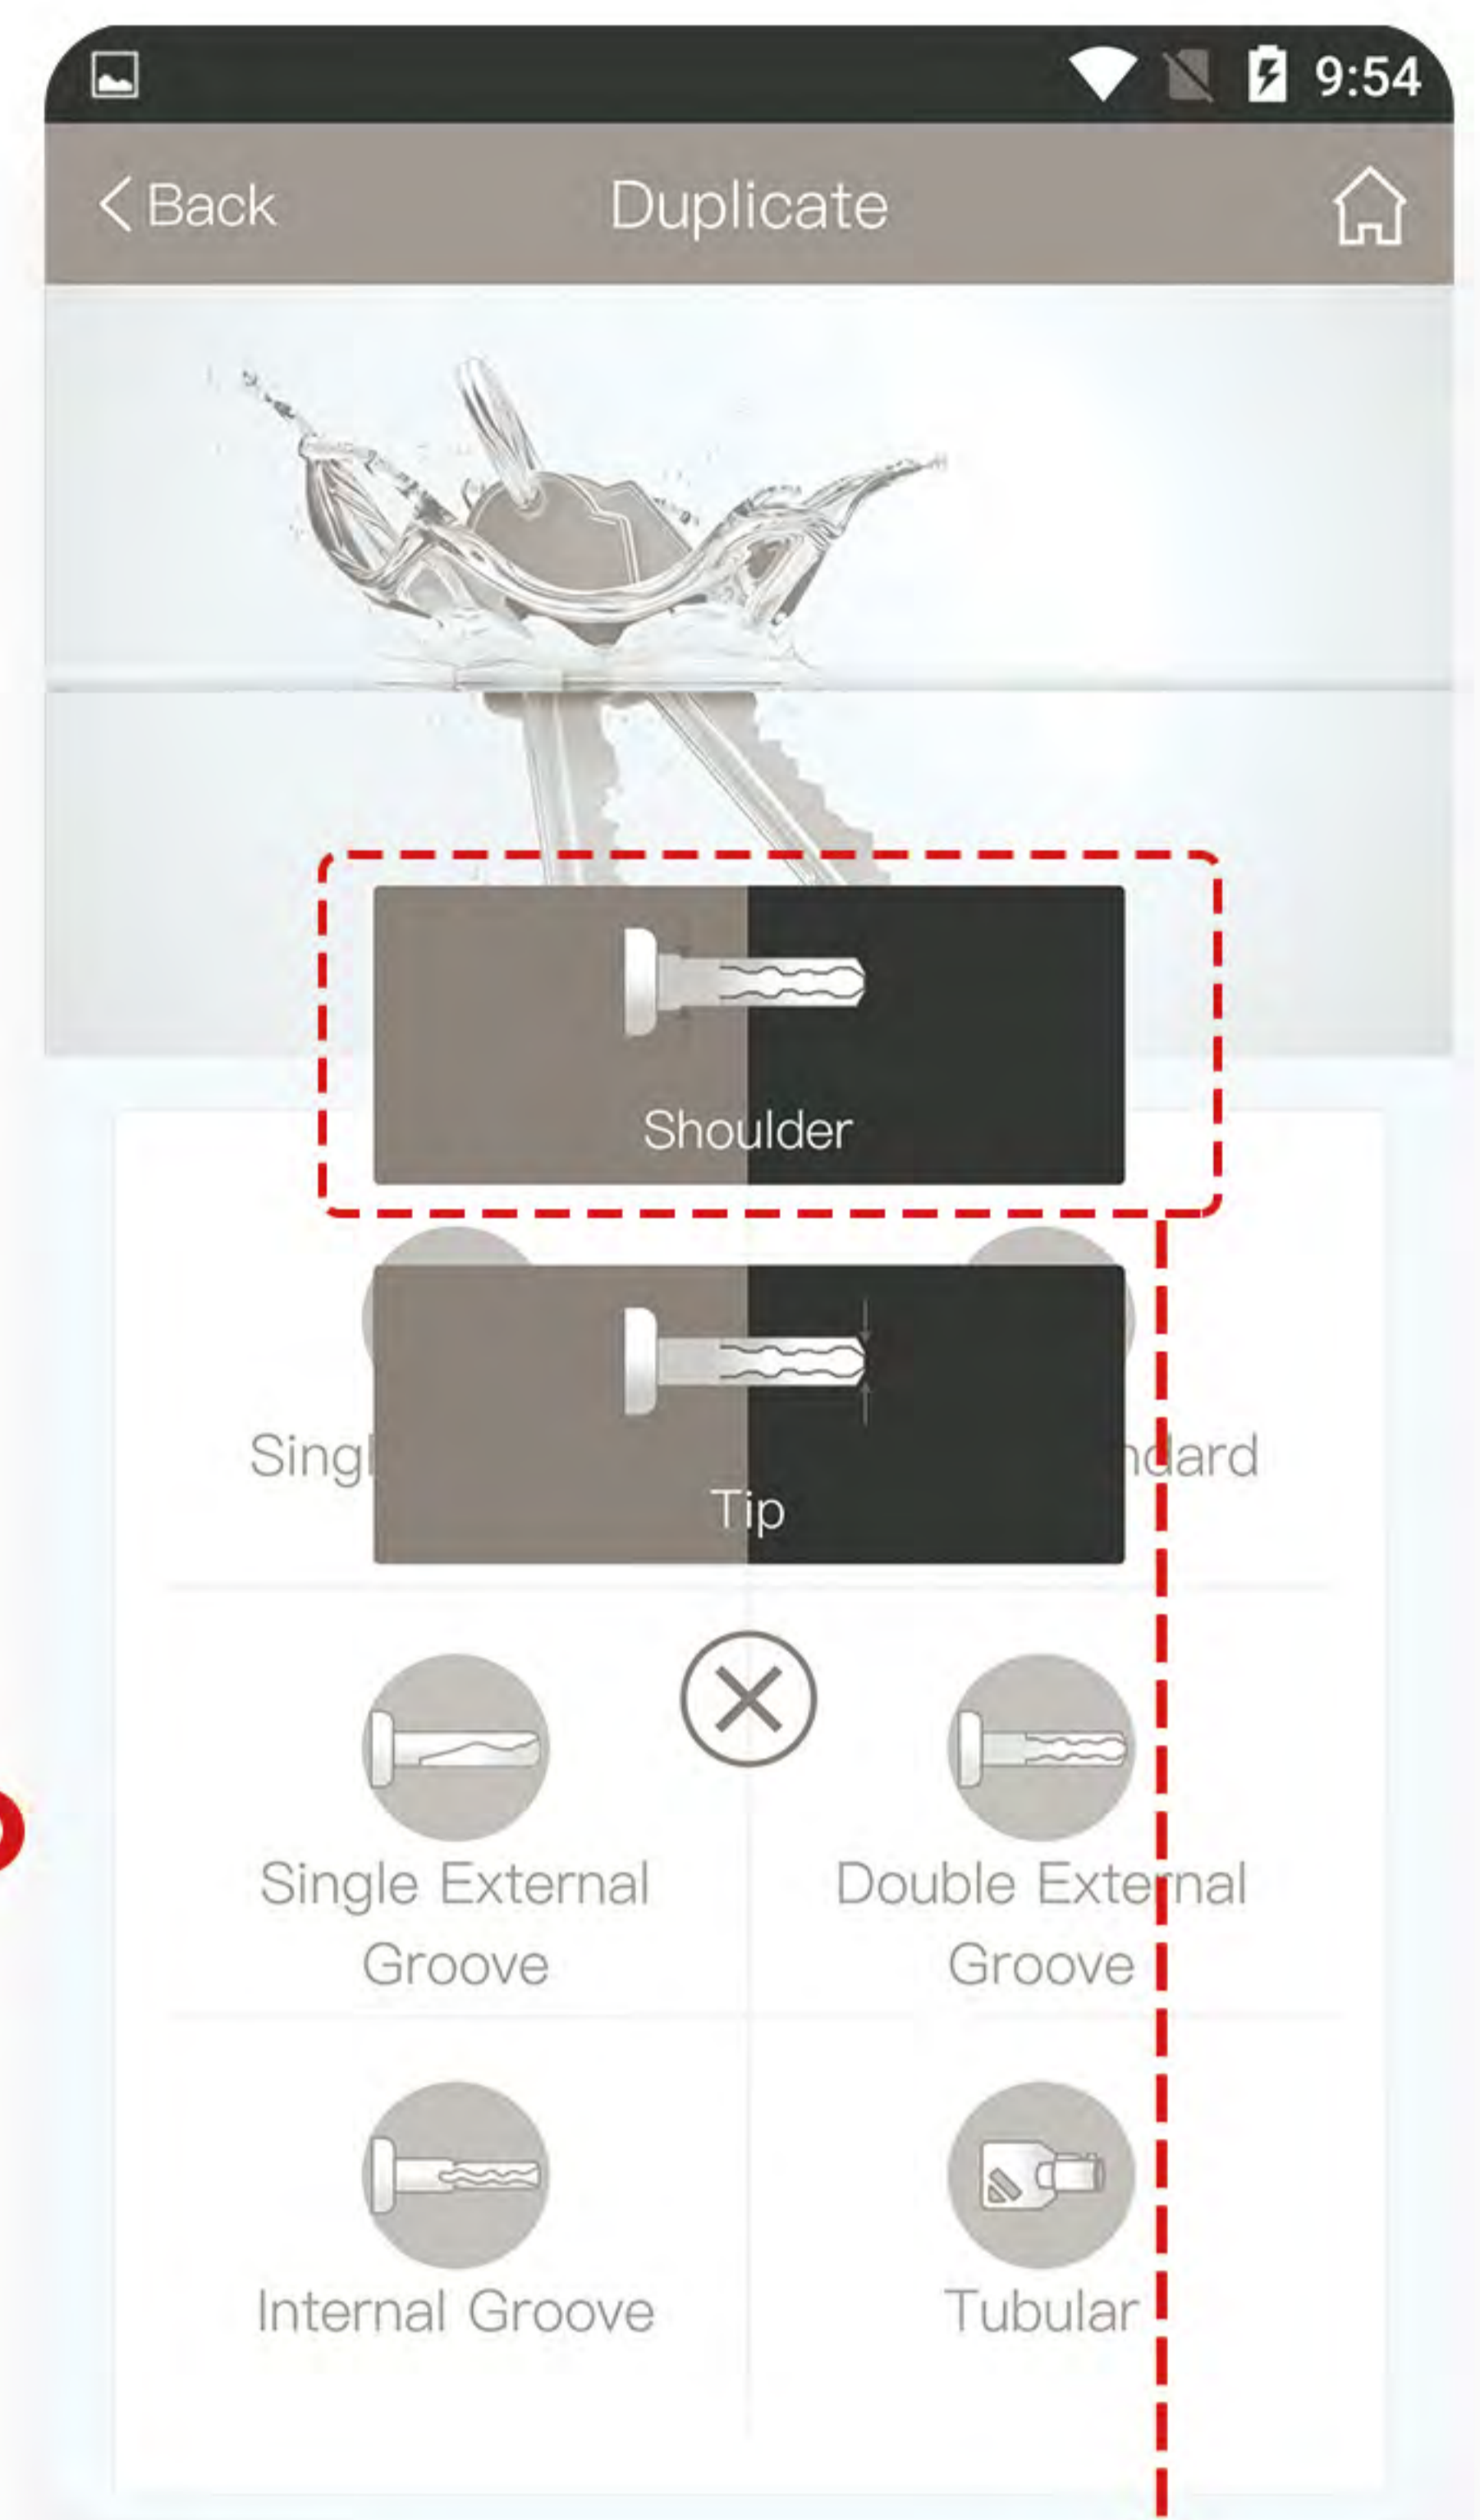 9:54
Back
Duplicate
Shoulder
Tip
Single External
Groove
Double External
Groove
Internal Groove
Tubular